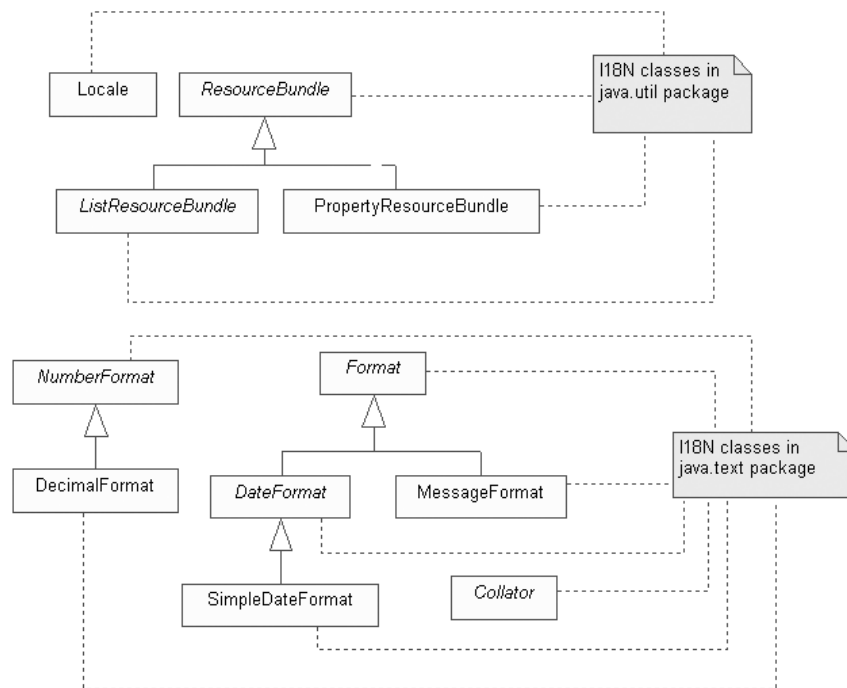 Locale
ResourceBundle
I18N classes in
java.util package
ListResourceBundle
PropertyResourceBundle
NumberFormat
Format
I18N classes in
java.text package
DecimalFormat
DateFormat
MessageFormat
SimpleDateFormat
Collator